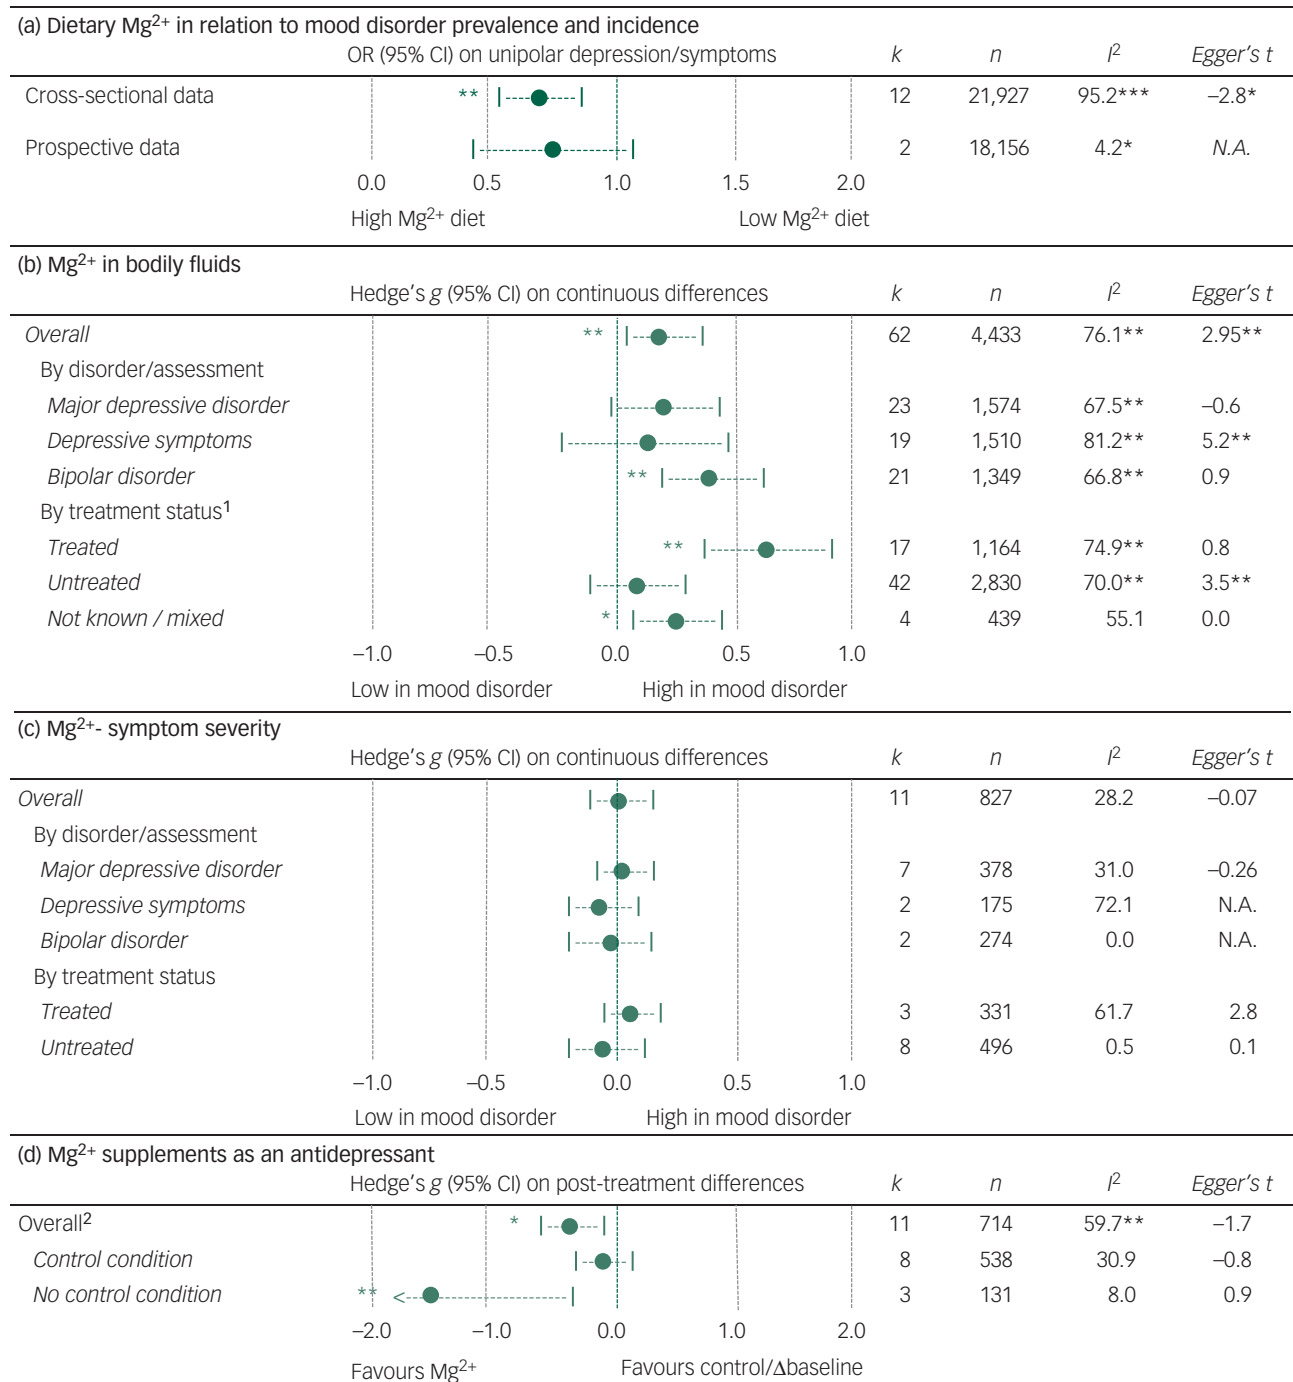 (a) Dietary Mg2+ in relation to mood disorder prevalence and incidence
OR (95% CI) on unipolar depression/symptoms k n I2 Egger's t
Cross-sectional data ** 12 21,927 95.2*** –2.8*
Prospective data 2 18,156 4.2* N.A.
0.0 0.5 1.0 1.5 2.0
High Mg2+ diet Low Mg2+ diet
(b) Mg2+ in bodily fluids
Hedge's g (95% CI) on continuous differences k n I2 Egger's t
Overall ** 62 4,433 76.1** 2.95**
By disorder/assessment
Major depressive disorder 23 1,574 67.5** –0.6
Depressive symptoms 19 1,510 81.2** 5.2**
Bipolar disorder ** 21 1,349 66.8** 0.9
By treatment status1
Treated ** 17 1,164 74.9** 0.8
Untreated 42 2,830 70.0** 3.5**
Not known / mixed * 4 439 55.1 0.0
–1.0 –0.5 0.0 0.5 1.0
Low in mood disorder High in mood disorder
(c) Mg2+- symptom severity
Hedge's g (95% CI) on continuous differences k n I2 Egger's t
Overall 11 827 28.2 –0.07
By disorder/assessment
Major depressive disorder 7 378 31.0 –0.26
Depressive symptoms 2 175 72.1 N.A.
Bipolar disorder 2 274 0.0 N.A.
By treatment status
Treated 3 331 61.7 2.8
Untreated 8 496 0.5 0.1
–1.0 –0.5 0.0 0.5 1.0
Low in mood disorder High in mood disorder
(d) Mg2+ supplements as an antidepressant
Hedge's g (95% CI) on post-treatment differences k n I2 Egger's t
Overall2 * 11 714 59.7** –1.7
Control condition 8 538 30.9 –0.8
No control condition ** < 3 131 8.0 0.9
–2.0 –1.0 0.0 1.0 2.0
Favours Mg2+ Favours control/Δbaseline